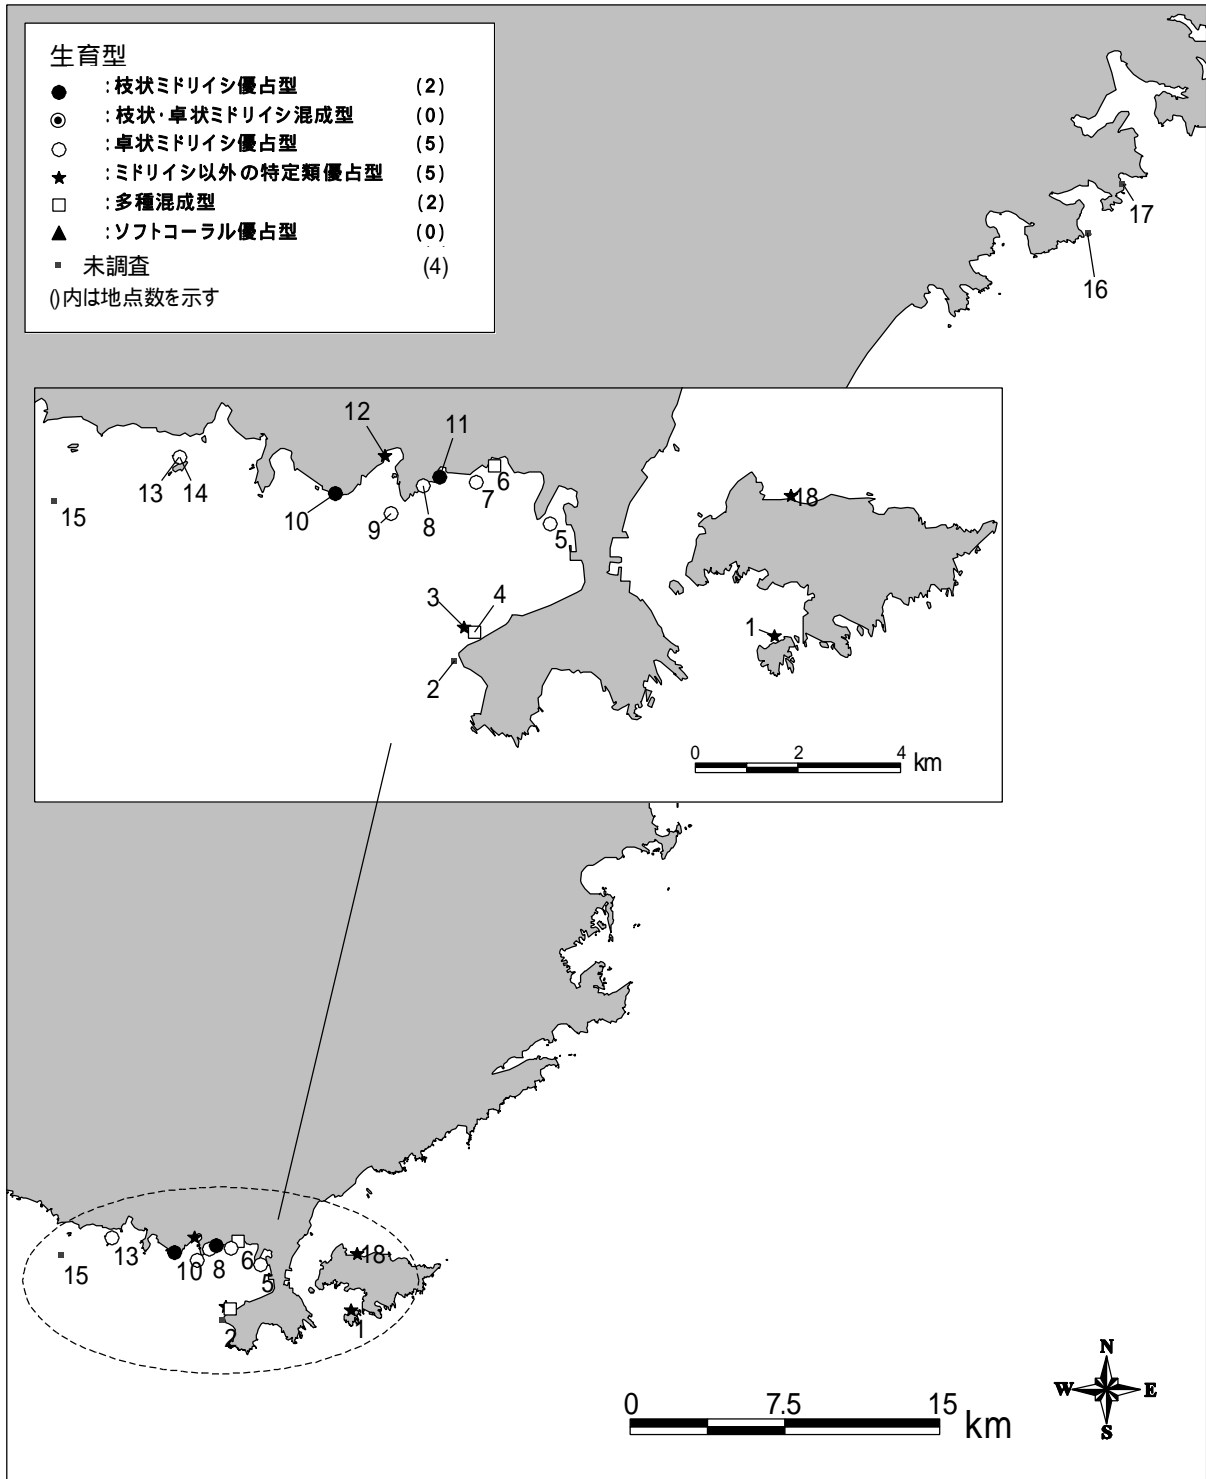 生育型
● :枝状ミドリイシ優占型 (2)
◉ :枝状・卓状ミドリイシ混成型 (0)
○ :卓状ミドリイシ優占型 (5)
★ :ミドリイシ以外の特定類優占型 (5)
□ :多種混成型 (2)
▲ :ソフトコーラル優占型 (0)
▪ 未調査 (4)
()内は地点数を示す
17
16
12
11
13
14
15
10
9
8
7
6
5
18
3
4
2
1
0 2 4 km
13
15
10
8
6
5
18
2
1
N
W E
S
0 7.5 15 km